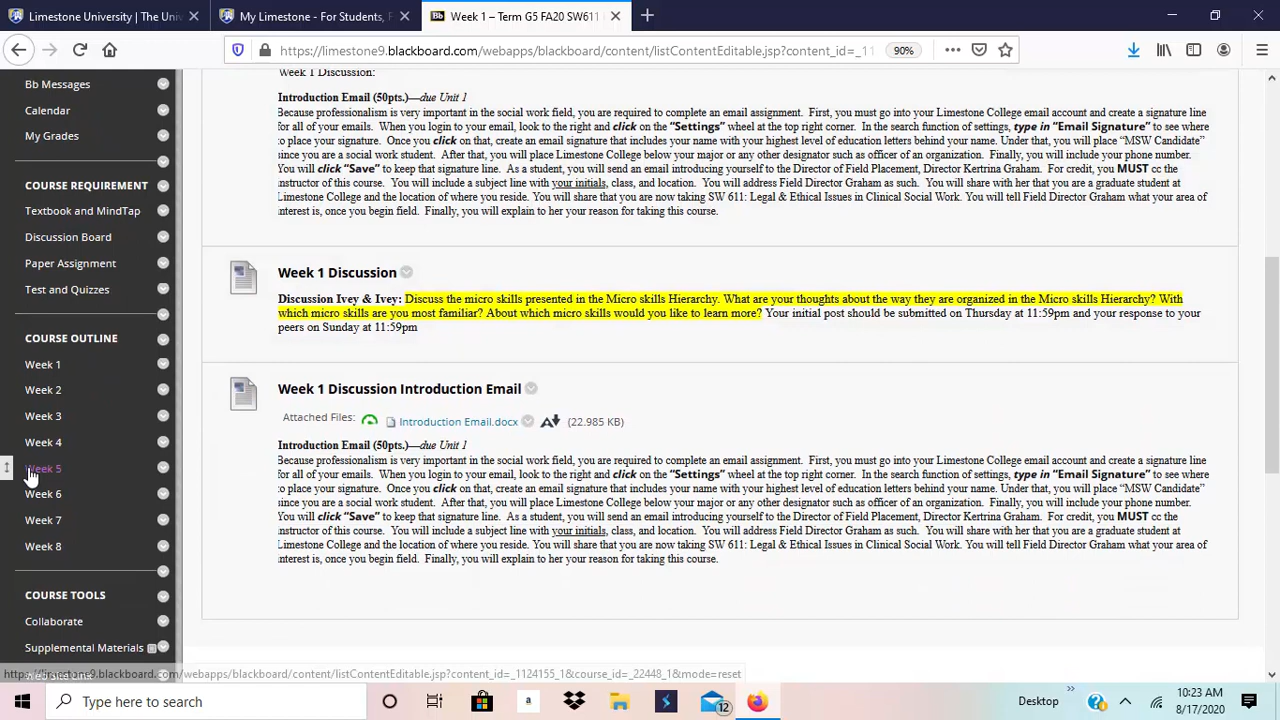 Limestone University | The Uni
My Limestone - For Students, F
Bb Week 1 – Term G5 FA20 SW611
https://limestone9.blackboard.com/webapps/blackboard/content/listContentEditable.jsp?content_id=_11
90%
Bb Messages
Calendar
My Grades
COURSE REQUIREMENT
Textbook and MindTap
Discussion Board
Paper Assignment
Test and Quizzes
COURSE OUTLINE
Week 1
Week 2
Week 3
Week 4
Week 5
Week 6
Week 7
Week 8
COURSE TOOLS
Collaborate
Supplemental Materials
Week 1 Discussion:
Introduction Email (50pts.)—due Unit 1
Because professionalism is very important in the social work field, you are required to complete an email assignment. First, you must go into your Limestone College email account and create a signature line
for all of your emails. When you login to your email, look to the right and click on the "Settings" wheel at the top right corner. In the search function of settings, type in "Email Signature" to see where
to place your signature. Once you click on that, create an email signature that includes your name with your highest level of education letters behind your name. Under that, you will place "MSW Candidate"
since you are a social work student. After that, you will place Limestone College below your major or any other designator such as officer of an organization. Finally, you will include your phone number.
You will click "Save" to keep that signature line. As a student, you will send an email introducing yourself to the Director of Field Placement, Director Kertrina Graham. For credit, you MUST cc the
instructor of this course. You will include a subject line with your initials, class, and location. You will address Field Director Graham as such. You will share with her that you are a graduate student at
Limestone College and the location of where you reside. You will share that you are now taking SW 611: Legal & Ethical Issues in Clinical Social Work. You will tell Field Director Graham what your area of
interest is, once you begin field. Finally, you will explain to her your reason for taking this course.
Week 1 Discussion
Discussion Ivey & Ivey: Discuss the micro skills presented in the Micro skills Hierarchy. What are your thoughts about the way they are organized in the Micro skills Hierarchy? With
which micro skills are you most familiar? About which micro skills would you like to learn more? Your initial post should be submitted on Thursday at 11:59pm and your response to your
peers on Sunday at 11:59pm
Week 1 Discussion Introduction Email
Attached Files: Introduction Email.docx (22.985 KB)
Introduction Email (50pts.)—due Unit 1
Because professionalism is very important in the social work field, you are required to complete an email assignment. First, you must go into your Limestone College email account and create a signature line
for all of your emails. When you login to your email, look to the right and click on the "Settings" wheel at the top right corner. In the search function of settings, type in "Email Signature" to see where
to place your signature. Once you click on that, create an email signature that includes your name with your highest level of education letters behind your name. Under that, you will place "MSW Candidate"
since you are a social work student. After that, you will place Limestone College below your major or any other designator such as officer of an organization. Finally, you will include your phone number.
You will click "Save" to keep that signature line. As a student, you will send an email introducing yourself to the Director of Field Placement, Director Kertrina Graham. For credit, you MUST cc the
instructor of this course. You will include a subject line with your initials, class, and location. You will address Field Director Graham as such. You will share with her that you are a graduate student at
Limestone College and the location of where you reside. You will share that you are now taking SW 611: Legal & Ethical Issues in Clinical Social Work. You will tell Field Director Graham what your area of
interest is, once you begin field. Finally, you will explain to her your reason for taking this course.
https://limestone9.blackboard.com/webapps/blackboard/content/listContentEditable.jsp?content_id=_1124155_1&course_id=_22448_1&mode=reset
Type here to search
a
12
Desktop
10:23 AM
8/17/2020